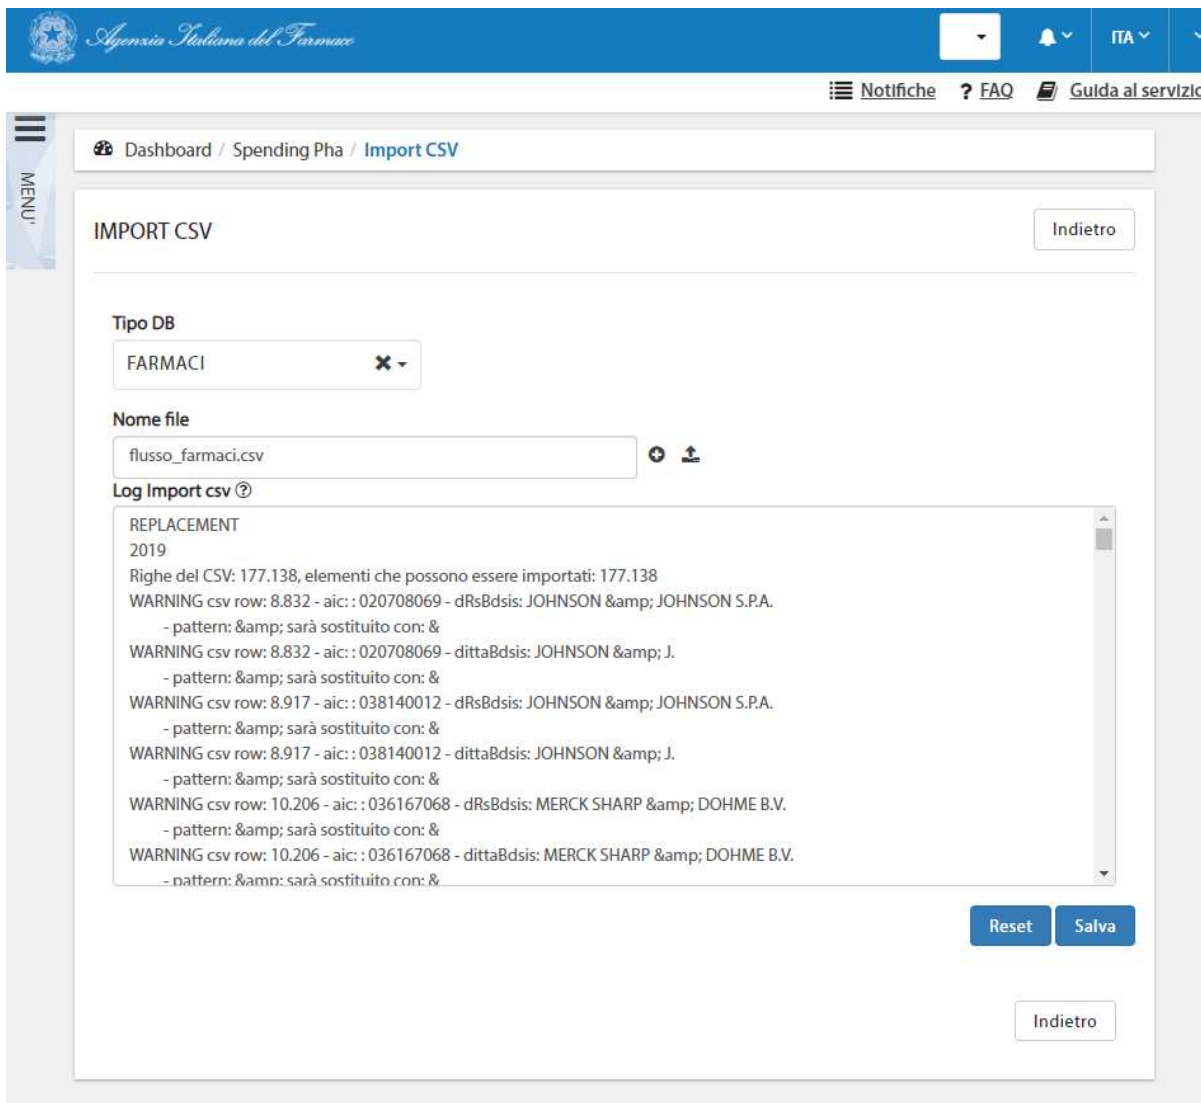 Agenzia Italiana del Farmaco
ITA
Notifiche ? FAQ Guida al servizio
MENU'
Dashboard / Spending Pha / Import CSV
IMPORT CSV
Indietro
Tipo DB
FARMACI
Nome file
flusso_farmaci.csv
Log Import csv ?
REPLACEMENT
2019
Righe del CSV: 177.138, elementi che possono essere importati: 177.138
WARNING csv row: 8.832 - aic: : 020708069 - dRsBdsis: JOHNSON &amp; JOHNSON S.P.A.
- pattern: &amp; sarà sostituito con: &
WARNING csv row: 8.832 - aic: : 020708069 - dittaBdsis: JOHNSON &amp; J.
- pattern: &amp; sarà sostituito con: &
WARNING csv row: 8.917 - aic: : 038140012 - dRsBdsis: JOHNSON &amp; JOHNSON S.P.A.
- pattern: &amp; sarà sostituito con: &
WARNING csv row: 8.917 - aic: : 038140012 - dittaBdsis: JOHNSON &amp; J.
- pattern: &amp; sarà sostituito con: &
WARNING csv row: 10.206 - aic: : 036167068 - dRsBdsis: MERCK SHARP &amp; DOHME B.V.
- pattern: &amp; sarà sostituito con: &
WARNING csv row: 10.206 - aic: : 036167068 - dittaBdsis: MERCK SHARP &amp; DOHME B.V.
- pattern: &amp; sarà sostituito con: &
Reset Salva
Indietro